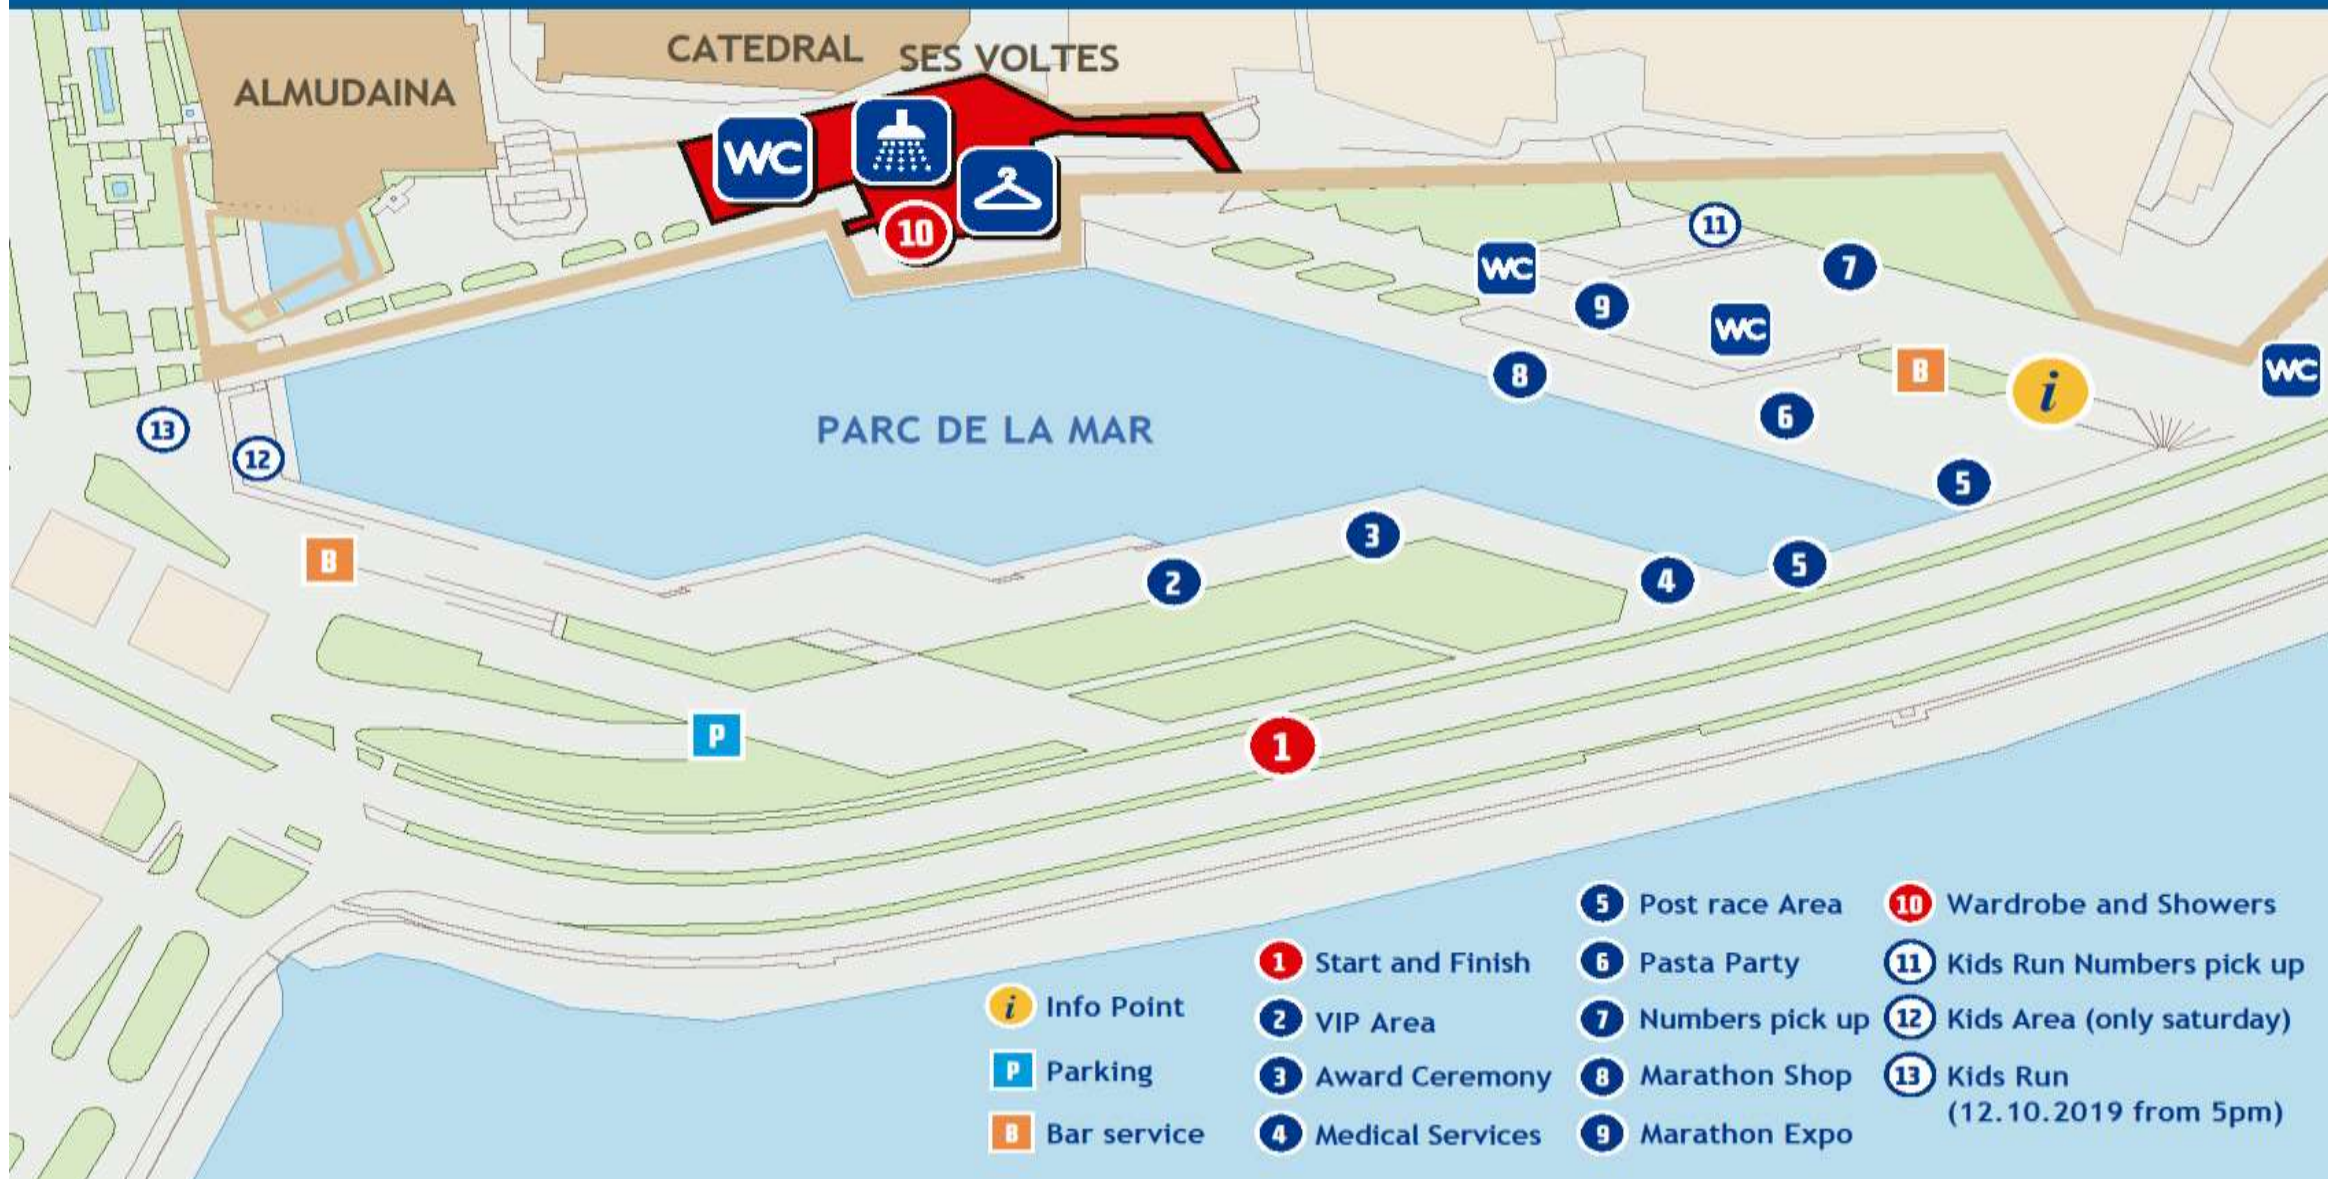 CATEDRAL
SES VOLTES
ALMUDAINA
WC
10
11
WC
7
9
WC
8
B
i
WC
6
13
12
PARC DE LA MAR
5
B
3
2
4
5
P
1
i Info Point
P Parking
B Bar service
1 Start and Finish
2 VIP Area
3 Award Ceremony
4 Medical Services
5 Post race Area
6 Pasta Party
7 Numbers pick up
8 Marathon Shop
9 Marathon Expo
10 Wardrobe and Showers
11 Kids Run Numbers pick up
12 Kids Area (only saturday)
13 Kids Run
(12.10.2019 from 5pm)